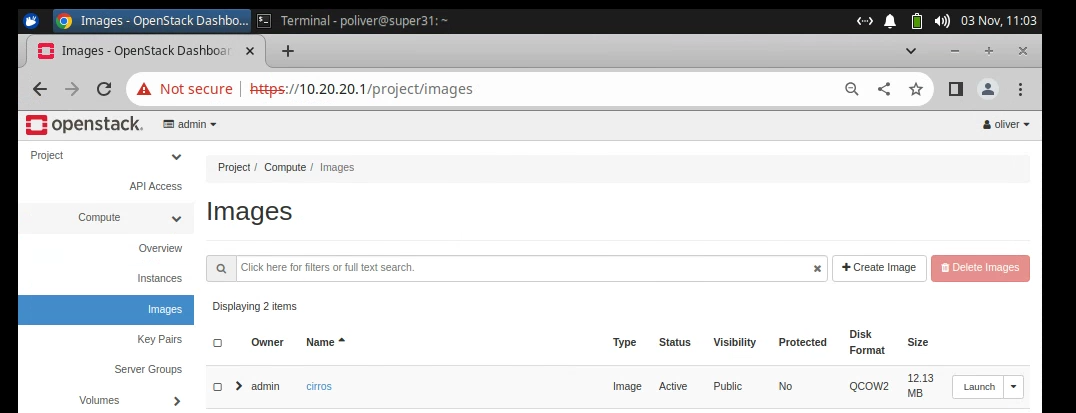 Images - OpenStack Dashbo...
Terminal - poliver@super31: ~
03 Nov, 11:03
Images - OpenStack Dashboar
Not secure
https://10.20.20.1/project/images
openstack.
admin
oliver
Project
API Access
Compute
Overview
Instances
Images
Key Pairs
Server Groups
Volumes
Project / Compute / Images
Images
Click here for filters or full text search.
Create Image
Delete Images
Displaying 2 items
Owner Name Type Status Visibility Protected Disk Format Size
admin cirros Image Active Public No QCOW2 12.13 MB Launch